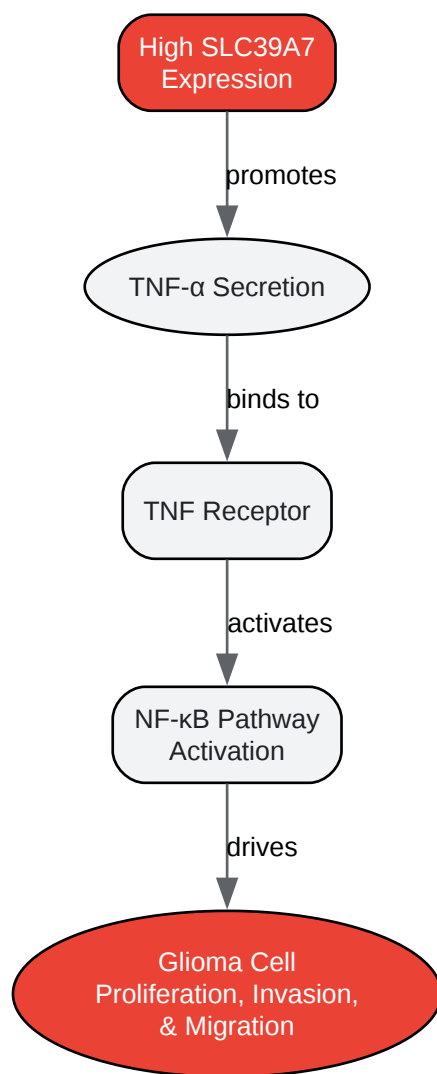 High SLC39A7
Expression
promotes
TNF-α Secretion
binds to
TNF Receptor
activates
NF-κB Pathway
Activation
drives
Glioma Cell
Proliferation, Invasion,
& Migration